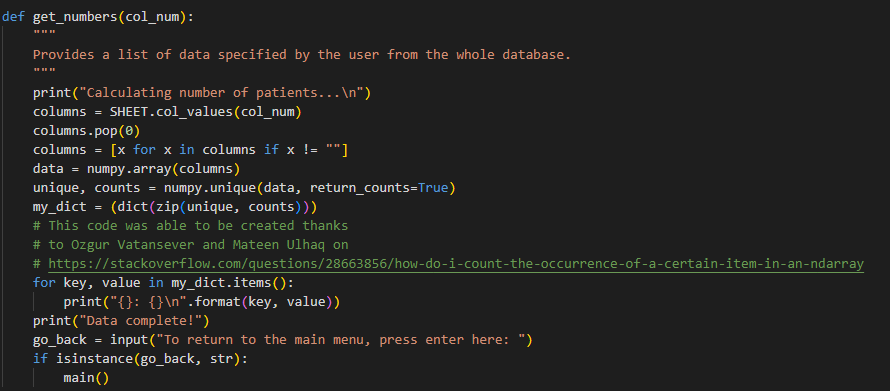 def get_numbers(col_num):
    """
    Provides a list of data specified by the user from the whole database.
    """
    print("Calculating number of patients...\n")
    columns = SHEET.col_values(col_num)
    columns.pop(0)
    columns = [x for x in columns if x != ""]
    data = numpy.array(columns)
    unique, counts = numpy.unique(data, return_counts=True)
    my_dict = (dict(zip(unique, counts)))
    # This code was able to be created thanks
    # to Ozgur Vatansever and Mateen Ulhaq on
    # https://stackoverflow.com/questions/28663856/how-do-i-count-the-occurrence-of-a-certain-item-in-an-ndarray
    for key, value in my_dict.items():
        print("{}: {}\n".format(key, value))
    print("Data complete!")
    go_back = input("To return to the main menu, press enter here: ")
    if isinstance(go_back, str):
        main()